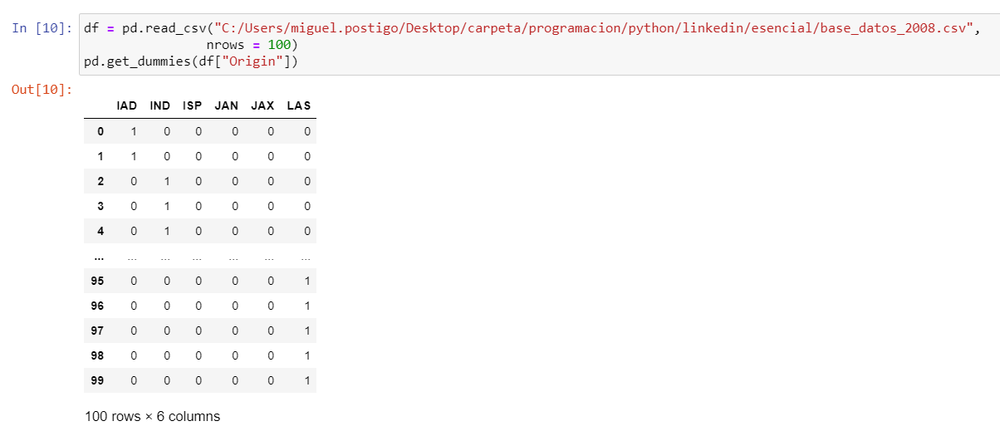 In [10]: df = pd.read_csv("C:/Users/miguel.postigo/Desktop/carpeta/programacion/python/linkedin/esencial/base_datos_2008.csv",
nrows = 100)
pd.get_dummies(df["Origin"])
Out[10]:
IAD IND ISP JAN JAX LAS
0 1 0 0 0 0 0
1 1 0 0 0 0 0
2 0 1 0 0 0 0
3 0 1 0 0 0 0
4 0 1 0 0 0 0
... ... ... ... ... ... ...
95 0 0 0 0 0 1
96 0 0 0 0 0 1
97 0 0 0 0 0 1
98 0 0 0 0 0 1
99 0 0 0 0 0 1
100 rows × 6 columns